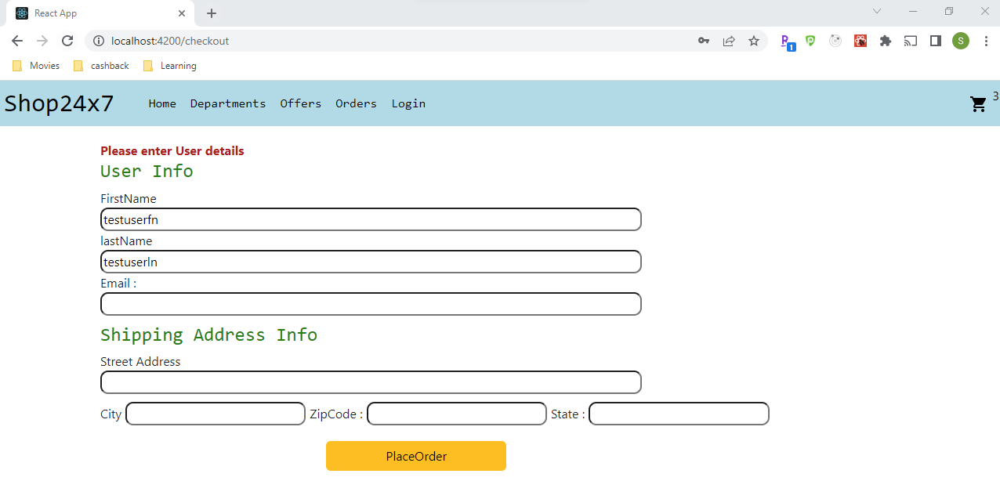 React App
localhost:4200/checkout
1
S
Movies cashback Learning
Shop24x7 Home Departments Offers Orders Login 3
Please enter User details
User Info
FirstName
testuserfn
lastName
testuserln
Email :
Shipping Address Info
Street Address
City ZipCode : State :
PlaceOrder